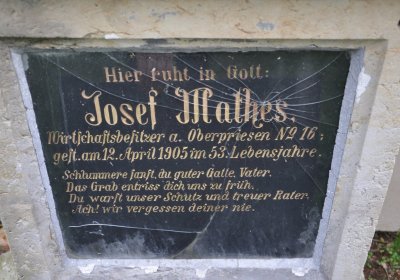 Hier ruht in Gott:
Josef Mathes,
Wirtschaftsbesitzer a. Oberpriesen № 16;
gest. am 12. April 1905 im 53. Lebensjahre.
Schlummere sanft, du guter Gatte, Vater.
Das Grab entriss dich uns zu früh.
Du warst unser Schutz und treuer Rater.
Ach! wir vergessen deiner nie.